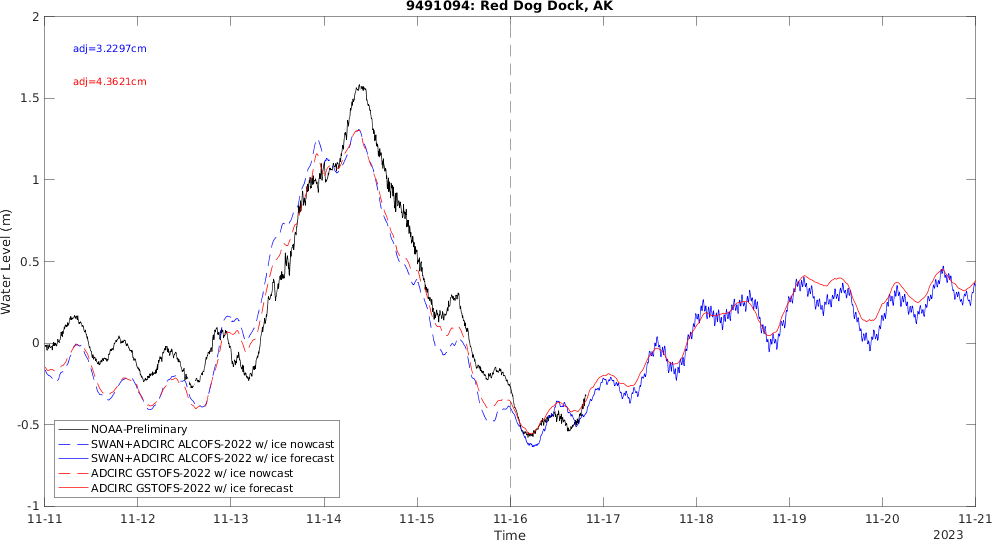 9491094: Red Dog Dock, AK
adj=3.2297cm
adj=4.3621cm
Water Level (m)
2
1.5
1
0.5
0
-0.5
-1
NOAA-Preliminary
SWAN+ADCIRC ALCOFS-2022 w/ ice nowcast
SWAN+ADCIRC ALCOFS-2022 w/ ice forecast
ADCIRC GSTOFS-2022 w/ ice nowcast
ADCIRC GSTOFS-2022 w/ ice forecast
11-11 11-12 11-13 11-14 11-15 11-16 11-17 11-18 11-19 11-20 11-21
Time
2023